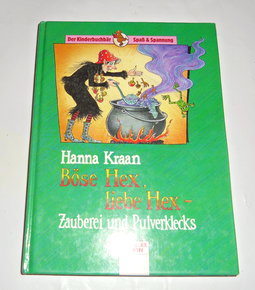 Der Kinderbuchbär Spaß & Spannung
Hanna Kraan
Böse Hex,
liebe Hex –
Zauberei und Pulverklecks